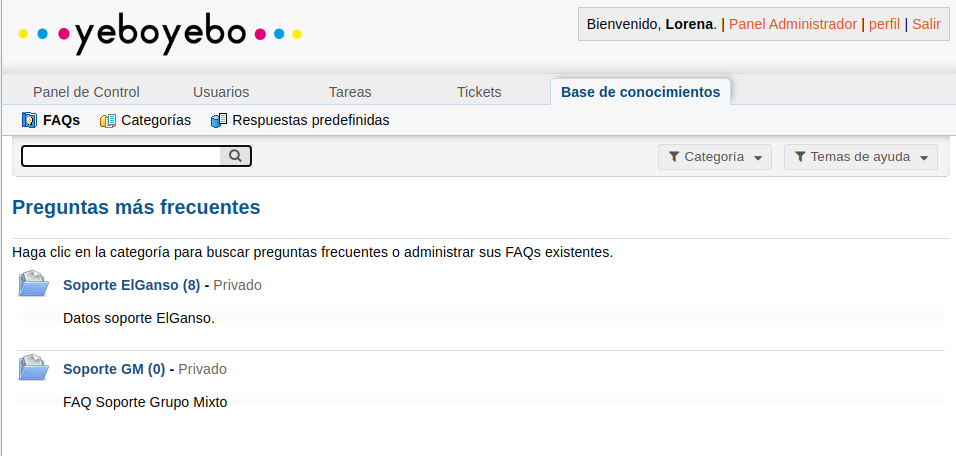 yeboyebo
Bienvenido, Lorena. | Panel Administrador | perfil | Salir
Panel de Control Usuarios Tareas Tickets Base de conocimientos
FAQs Categorías Respuestas predefinidas
Categoría Temas de ayuda
Preguntas más frecuentes
Haga clic en la categoría para buscar preguntas frecuentes o administrar sus FAQs existentes.
Soporte ElGanso (8) - Privado
Datos soporte ElGanso.
Soporte GM (0) - Privado
FAQ Soporte Grupo Mixto